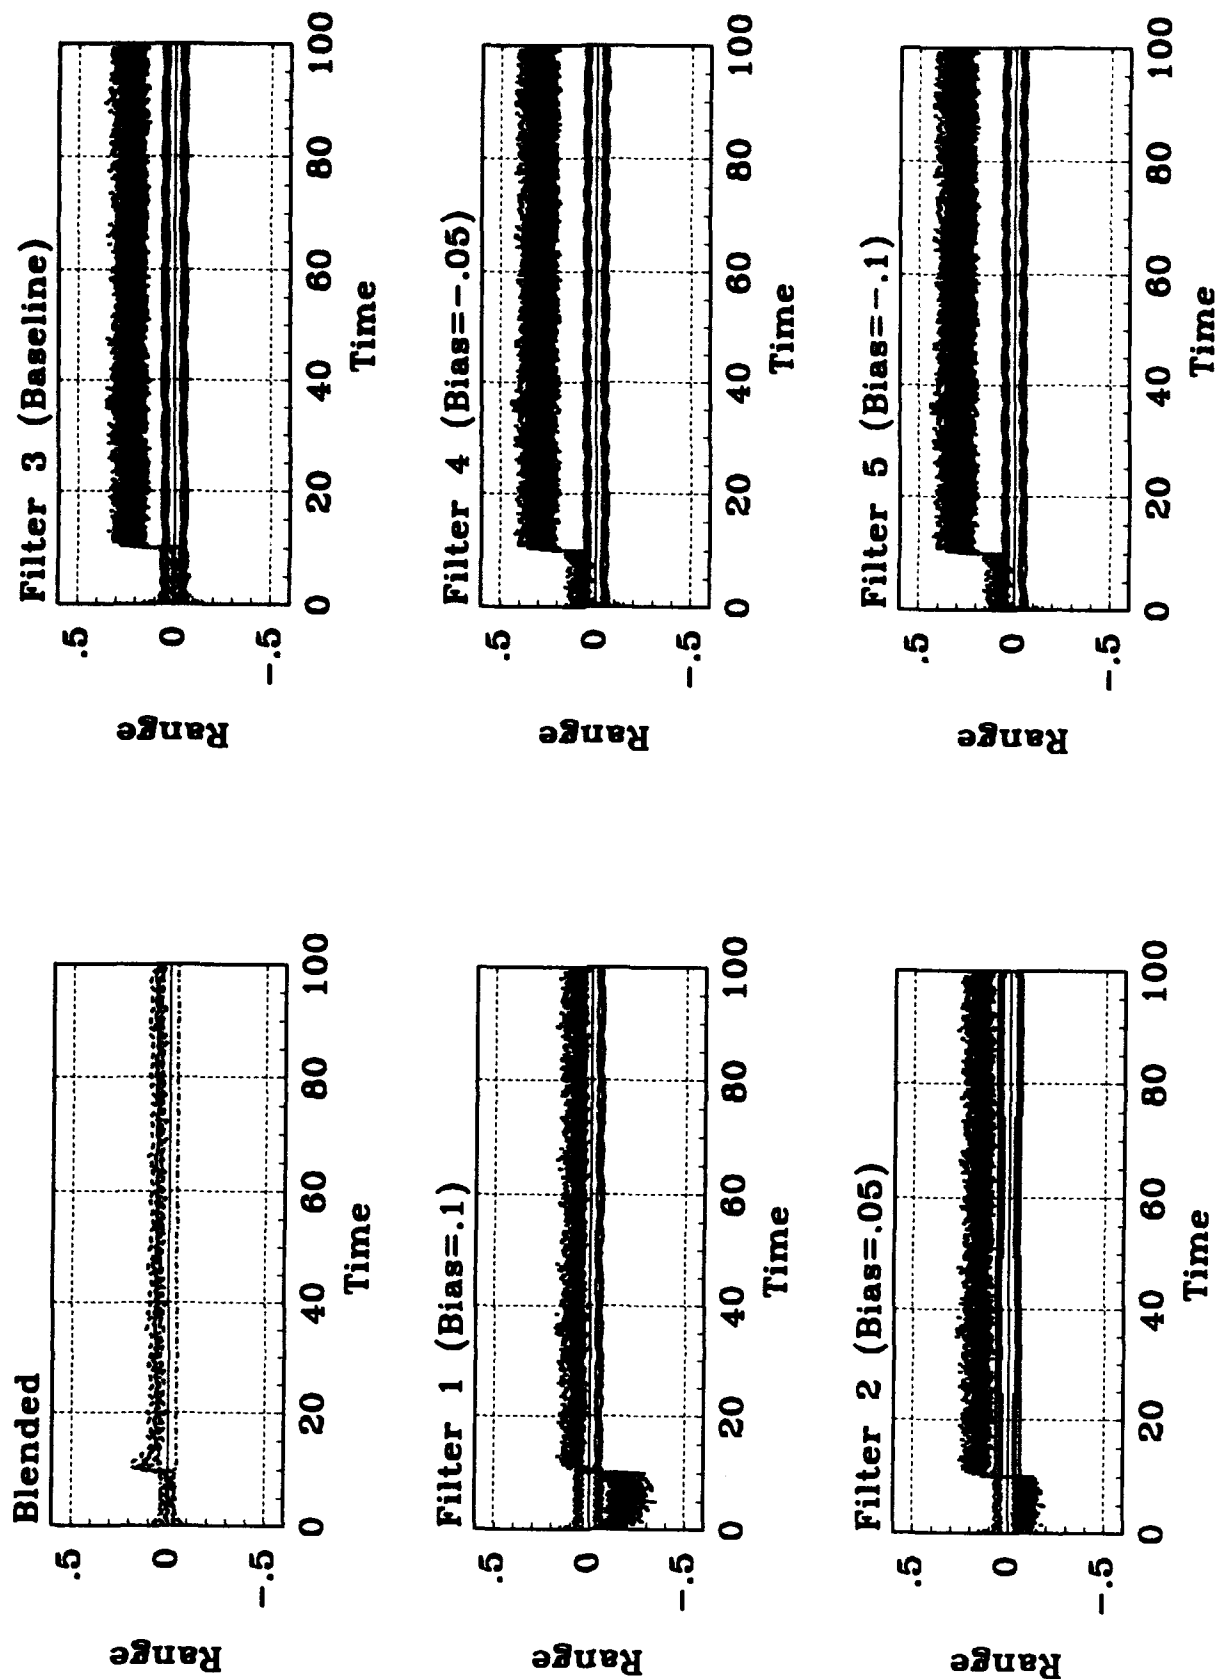 Blended
Range
.5
0
-.5
0 20 40 60 80 100
Time
Filter 1 (Bias=.1)
Range
.5
0
-.5
0 20 40 60 80 100
Time
Filter 2 (Bias=.05)
Range
.5
0
-.5
0 20 40 60 80 100
Time
Filter 3 (Baseline)
Range
.5
0
-.5
0 20 40 60 80 100
Time
Filter 4 (Bias=-.05)
Range
.5
0
-.5
0 20 40 60 80 100
Time
Filter 5 (Bias=-.1)
Range
.5
0
-.5
0 20 40 60 80 100
Time